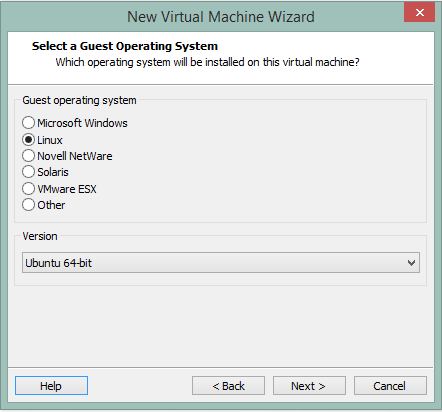 New Virtual Machine Wizard
Select a Guest Operating System
Which operating system will be installed on this virtual machine?
Guest operating system
Microsoft Windows
Linux
Novell NetWare
Solaris
VMware ESX
Other
Version
Ubuntu 64-bit
Help
< Back
Next >
Cancel